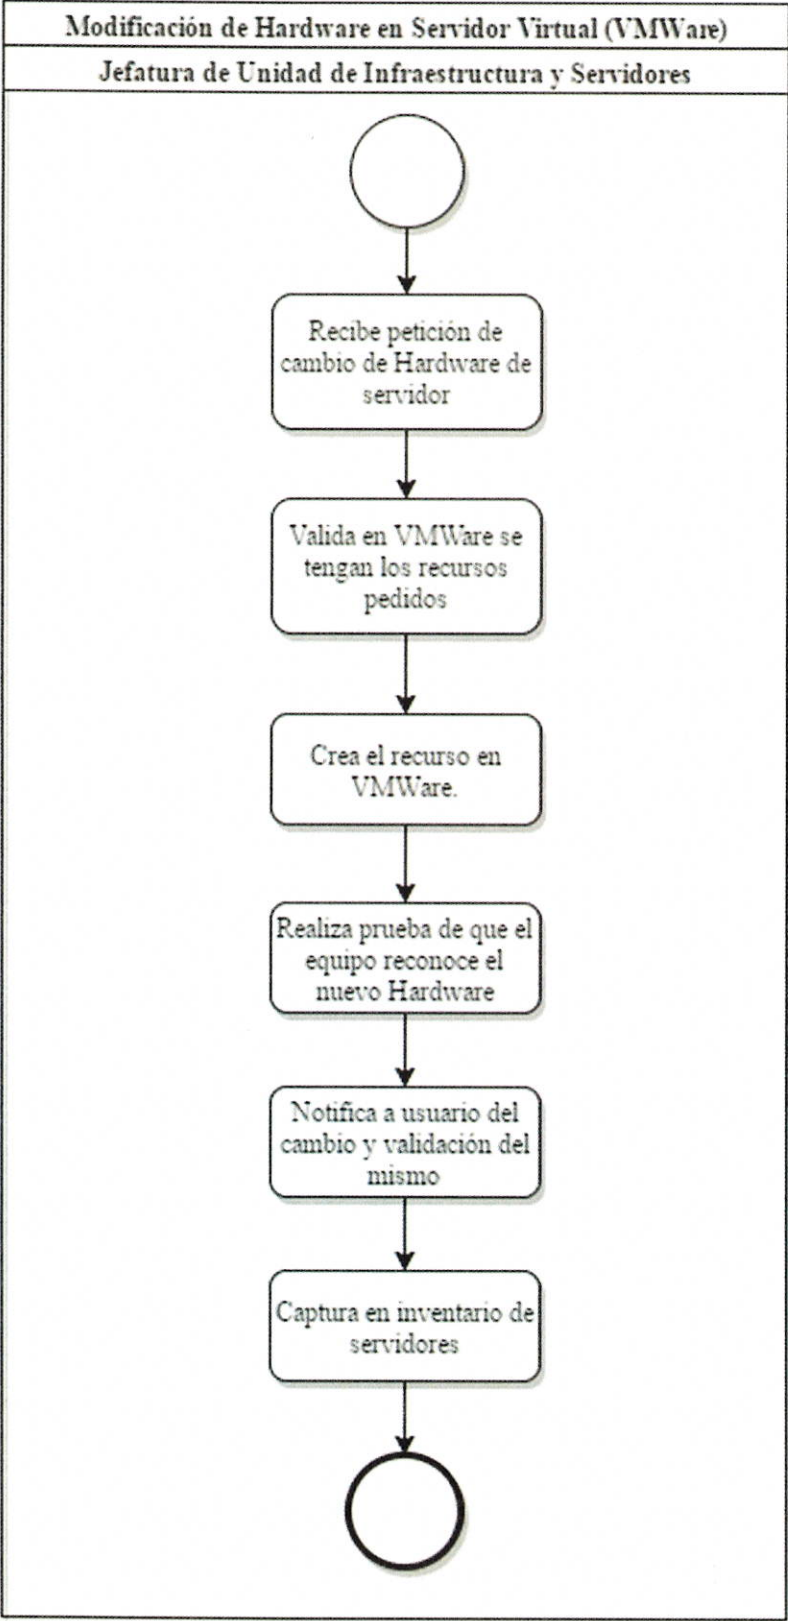 Modificación de Hardware en Servidor Virtual (VMWare)
Jefatura de Unidad de Infraestructura y Servidores
Recibe petición de
cambio de Hardware de
servidor
Valida en VMWare se
tengan los recursos
pedidos
Crea el recurso en
VMWare.
Realiza prueba de que el
equipo reconoce el
nuevo Hardware
Notifica a usuario del
cambio y validación del
mismo
Captura en inventario de
servidores